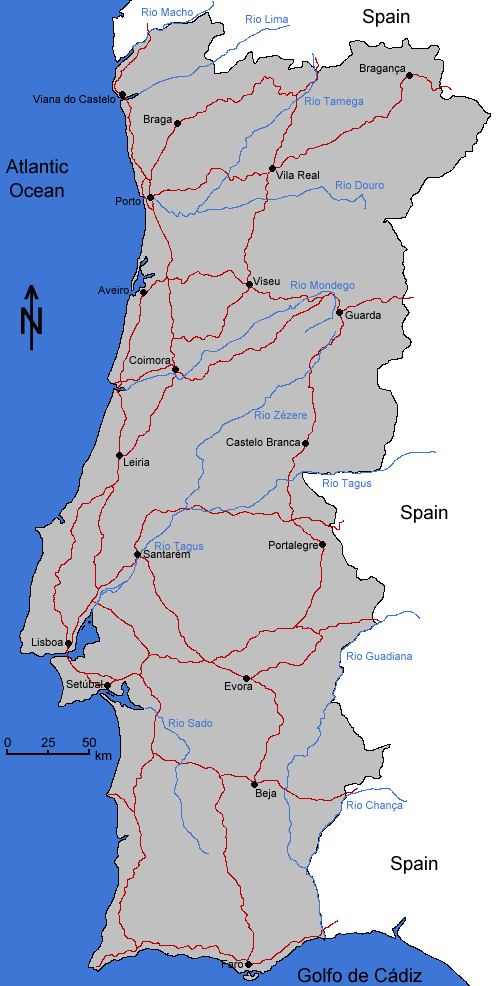 Rio Macho
Spain
Rio Lima
Bragança
Viana do Castelo
Rio Tamega
Braga
Atlantic
Ocean
Vila Real
Rio Douro
Porto
Viseu
Rio Mondego
Aveiro
N
Guarda
Coimora
Rio Zézere
Castelo Branca
Leiria
Rio Tagus
Spain
Rio Tagus
Portalegre
Santarém
Lisboa
Rio Guadiana
Setúbal
Evora
Rio Sado
0 25 50
km
Beja
Rio Chança
Spain
Faro
Golfo de Cádiz